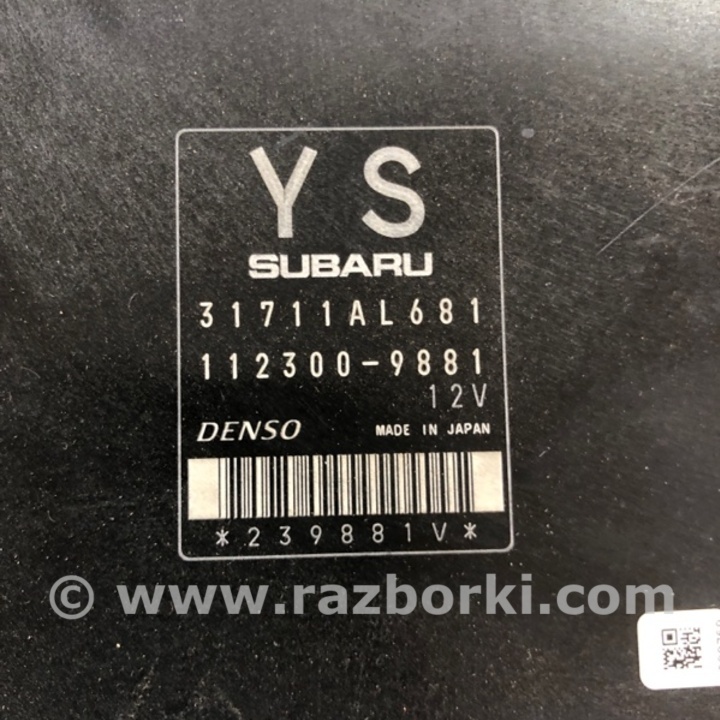 YS
SUBARU
31711AL681
112300-9881
12V
DENSO MADE IN JAPAN
*239881V*
© www.razborki.com